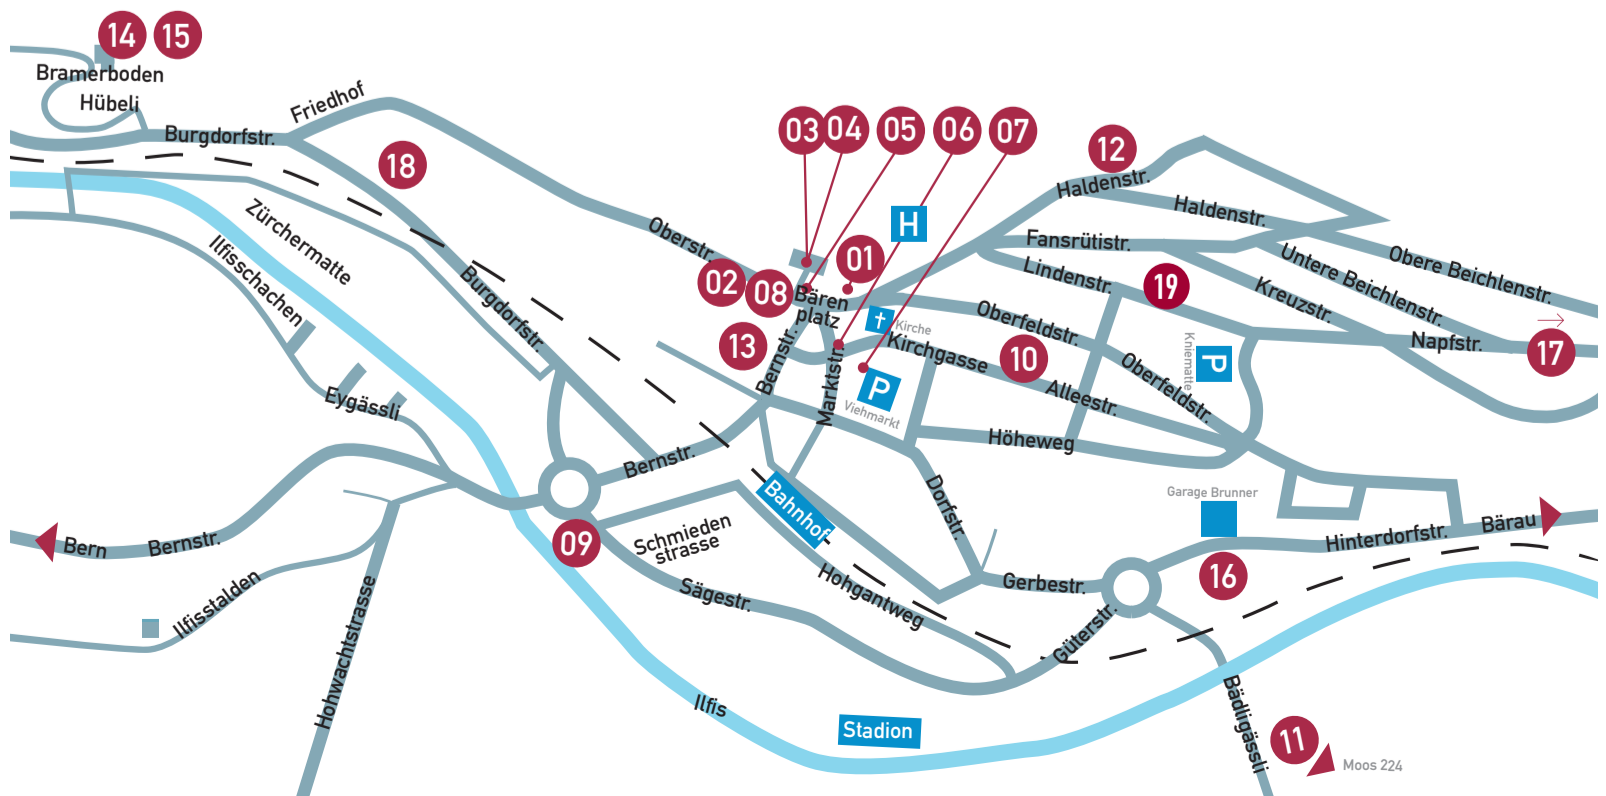 14
15
Bramerboden
Hübeli
Burgdorfstr.
Friedhof
18
03
04
05
06
07
12
Haldenstr.
Haldenstr.
H
Zürchermatte
Ilfisschachen
Burgdorfstr.
Oberstr.
02
08
01
Bären
platz
Fansrütistr.
Lindenstr.
19
Kreuzstr.
Untere Beichlenstr.
Obere Beichlenstr.
Napfstr.
17
Kirche
Oberfeldstr.
Kirchgasse
10
Alleestr.
Oberfeldstr.
Kniematte
P
13
Bernstr.
Marktstr.
P
Viehmarkt
Höheweg
Eygässli
Bernstr.
Bern
Bernstr.
09
Schmieden
strasse
Bahnhof
Dorfstr.
Garage Brunner
Hinterdorfstr.
Bärau
16
Gerbestr.
Sägestr.
Hohgantweg
Güterstr.
Ilfisstalden
Hohwachtstrasse
Ilfis
Stadion
Bädligässli
11
Moos 224